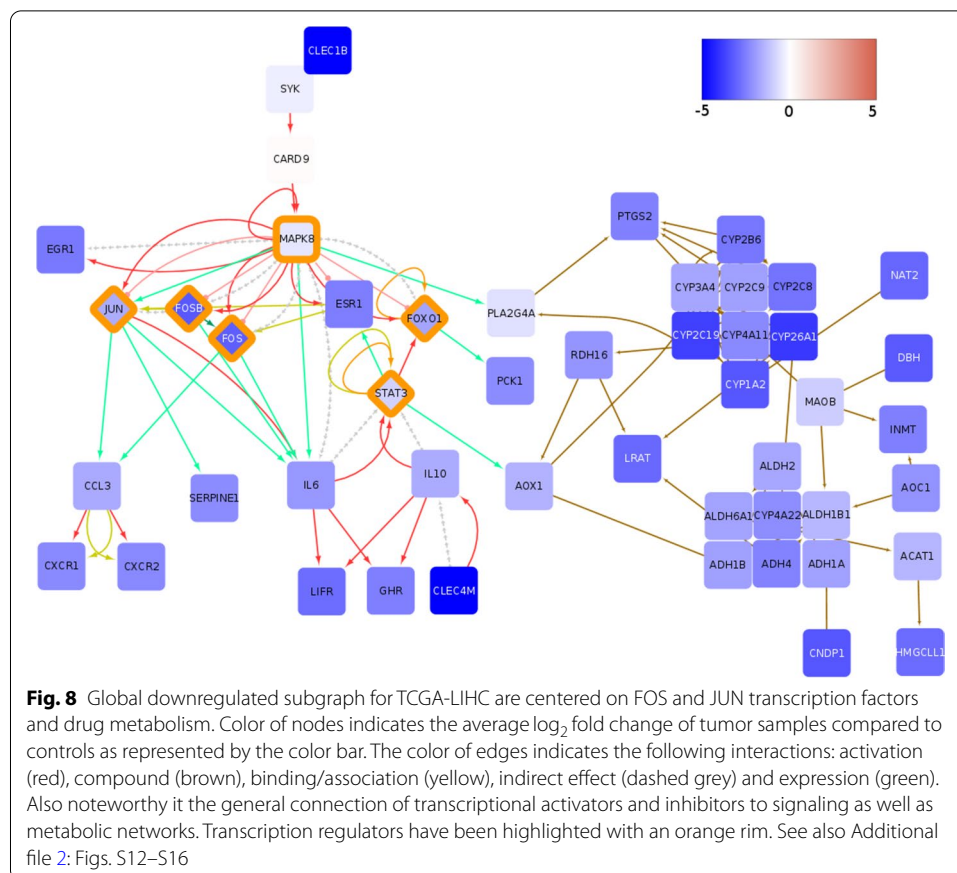 CLEC1B
SYK
-5 0 5
CARD9
MAPK8
PTGS2
EGR1
CYP2B6
NAT2
CYP3A4 CYP2C9 CYP2C8
JUN FOSB ESR1 FOXO1
PLA2G4A
FOS
CYP2C19 CYP4A11 CYP26A1
RDH16
DBH
PCK1
CYP1A2
STAT3
MAOB
INMT
LRAT
ALDH2
CCL3
SERPINE1
IL6
IL10
AOX1
AOC1
ALDH6A1 CYP4A22 ALDH1B1
CXCR1 CXCR2
ACAT1
ADH1B ADH4 ADH1A
LIFR GHR CLEC4M
CNDP1
HMGCLL1
Fig. 8 Global downregulated subgraph for TCGA-LIHC are centered on FOS and JUN transcription factors
and drug metabolism. Color of nodes indicates the average log2 fold change of tumor samples compared to
controls as represented by the color bar. The color of edges indicates the following interactions: activation
(red), compound (brown), binding/association (yellow), indirect effect (dashed grey) and expression (green).
Also noteworthy it the general connection of transcriptional activators and inhibitors to signaling as well as
metabolic networks. Transcription regulators have been highlighted with an orange rim. See also Additional
file 2: Figs. S12–S16